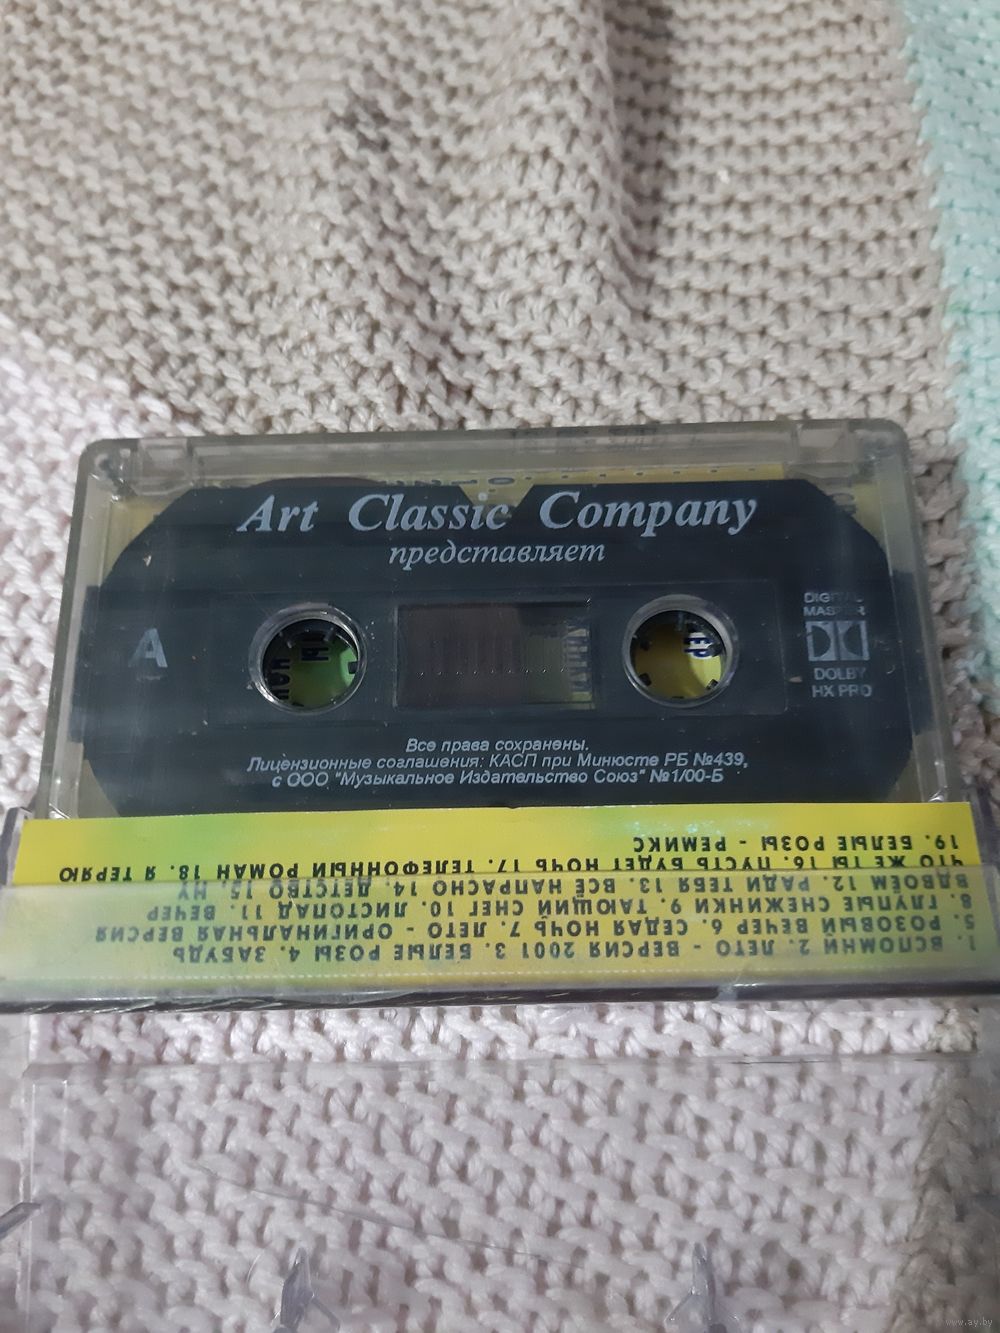 Art Classic Company
представляет
A
DIGITAL
MASTER
DOLBY
HX PRO
Все права сохранены.
Лицензионные соглашения: КАСП при Минюсте РБ №439,
с ООО "Музыкальное Издательство Союз" №1/00-Б
1. ВСПОМНИ 2. ЛЕТО - ВЕРСИЯ 2001 3. БЕЛЫЕ РОЗЫ 4. ЗАБУДЬ
5. РОЗОВЫЙ ВЕЧЕР 6. СЕДАЯ НОЧЬ 7. ЛЕТО - ОРИГИНАЛЬНАЯ ВЕРСИЯ
8. ГЛУПЫЕ СНЕЖИНКИ 9. ТАЮЩИЙ СНЕГ 10. ЛИСТОПАД 11. ВЕЧЕР
ВДВОЁМ 12. РАДИ ТЕБЯ 13. ВСЁ НАПРАСНО 14. ДЕТСТВО 15. НУ
ЧТО ЖЕ ТЫ 16. ПУСТЬ БУДЕТ НОЧЬ 17. ТЕЛЕФОННЫЙ РОМАН 18. Я ТЕРЯЮ
19. БЕЛЫЕ РОЗЫ - РЕМИКС
www.ay.by